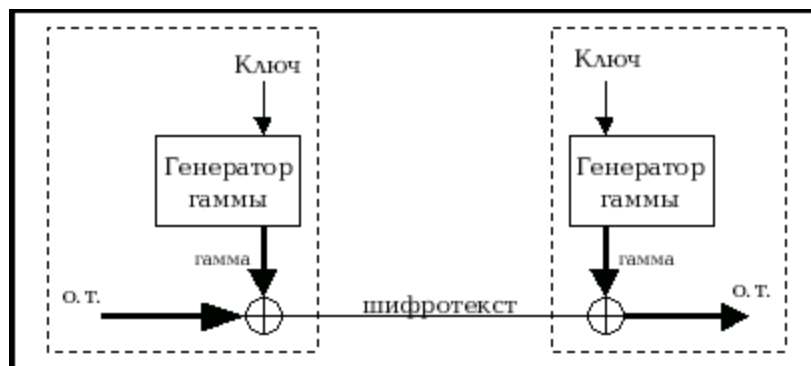 Ключ
Ключ
Генератор
гаммы
Генератор
гаммы
гамма
гамма
о.т.
шифротекст
о.т.